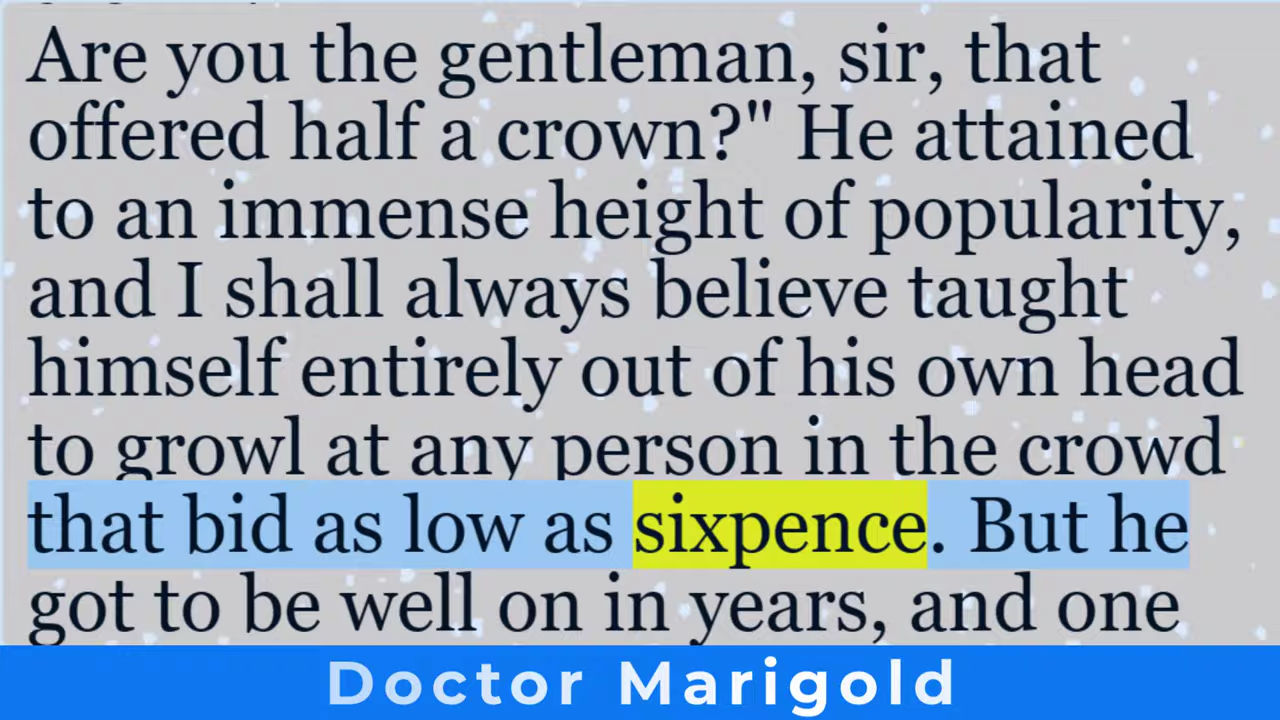 Are you the gentleman, sir, that
offered half a crown?" He attained
to an immense height of popularity,
and I shall always believe taught
himself entirely out of his own head
to growl at any person in the crowd
that bid as low as sixpence. But he
got to be well on in years, and one
Doctor Marigold